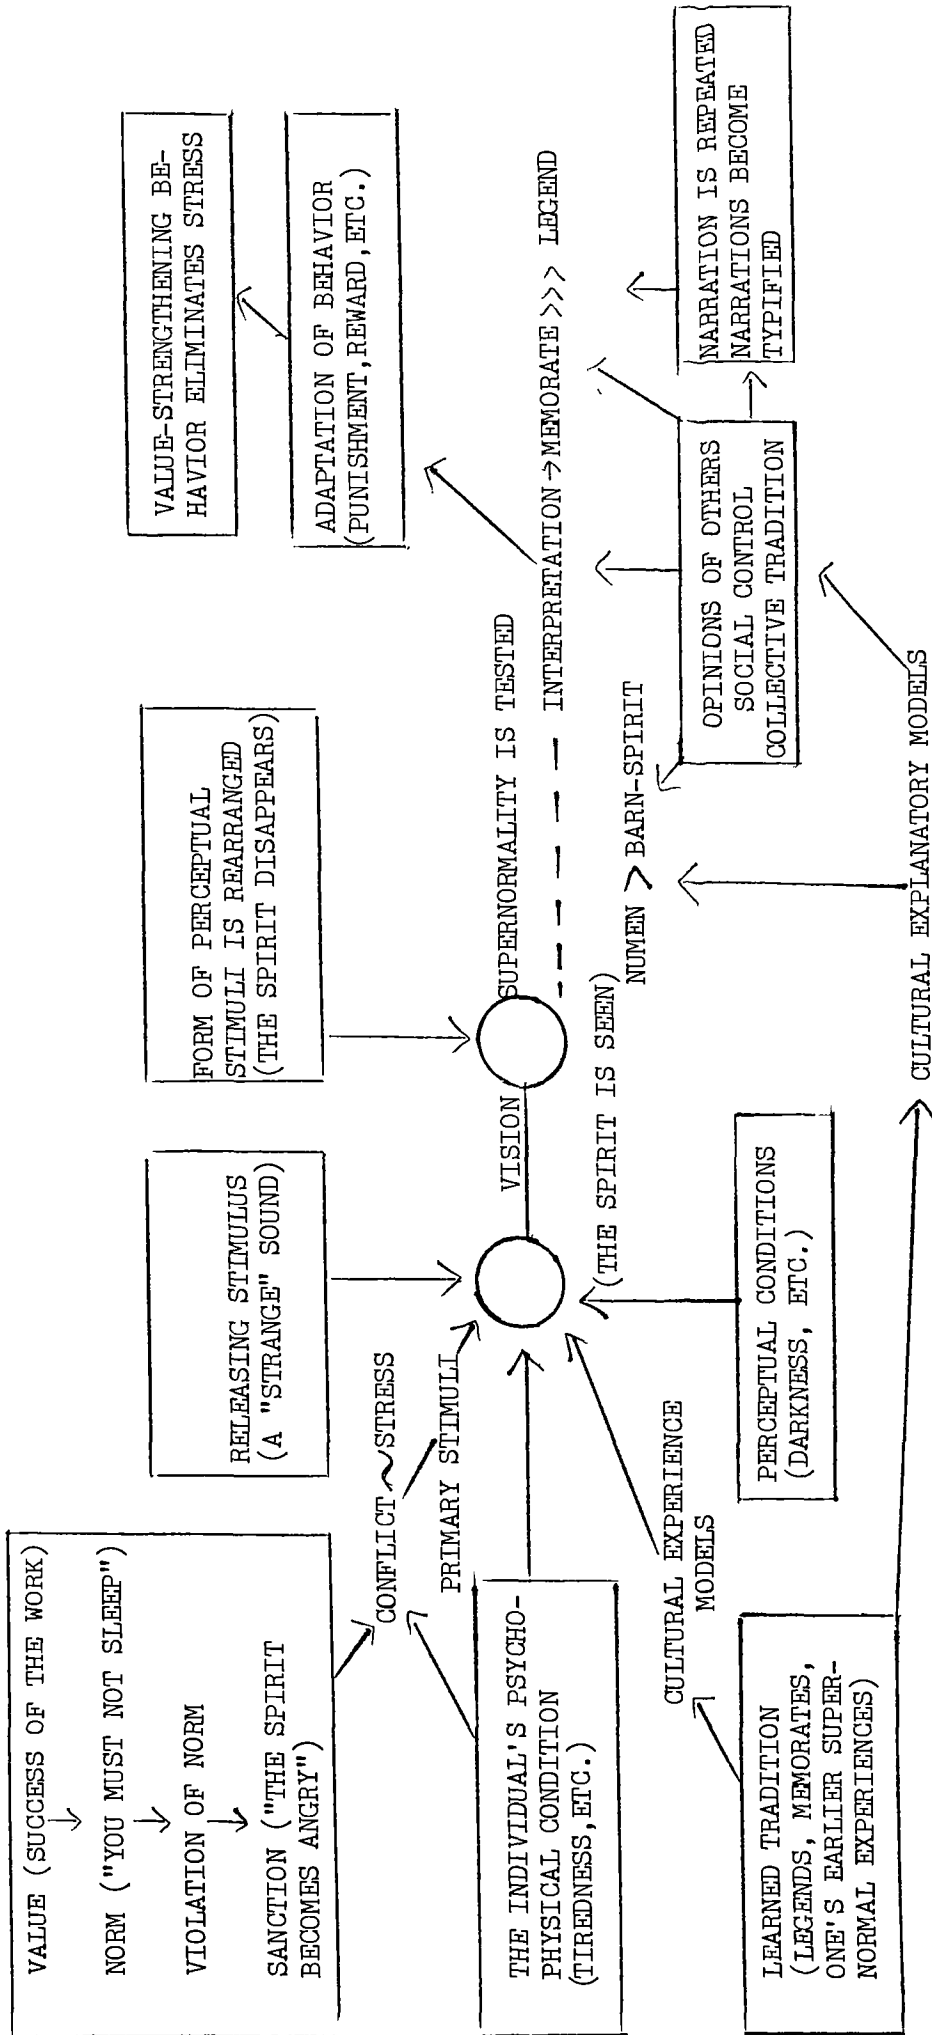 VALUE (SUCCESS OF THE WORK)
NORM ("YOU MUST NOT SLEEP")
VIOLATION OF NORM
SANCTION ("THE SPIRIT
BECOMES ANGRY")
CONFLICT ~ STRESS
PRIMARY STIMULI
THE INDIVIDUAL'S PSYCHO-
PHYSICAL CONDITION
(TIREDNESS,ETC.)
CULTURAL EXPERIENCE
MODELS
LEARNED TRADITION
(LEGENDS, MEMORATES,
ONE'S EARLIER SUPER-
NORMAL EXPERIENCES)
RELEASING STIMULUS
(A "STRANGE" SOUND)
VISION
(THE SPIRIT IS SEEN)
PERCEPTUAL CONDITIONS
(DARKNESS, ETC.)
FORM OF PERCEPTUAL
STIMULI IS REARRANGED
(THE SPIRIT DISAPPEARS)
SUPERNORMALITY IS TESTED
NUMEN > BARN-SPIRIT
CULTURAL EXPLANATORY MODELS
VALUE-STRENGTHENING BE-
HAVIOR ELIMINATES STRESS
ADAPTATION OF BEHAVIOR
(PUNISHMENT,REWARD,ETC.)
INTERPRETATION → MEMORATE >>> LEGEND
OPINIONS OF OTHERS
SOCIAL CONTROL
COLLECTIVE TRADITION
NARRATION IS REPEATED
NARRATIONS BECOME
TYPIFIED